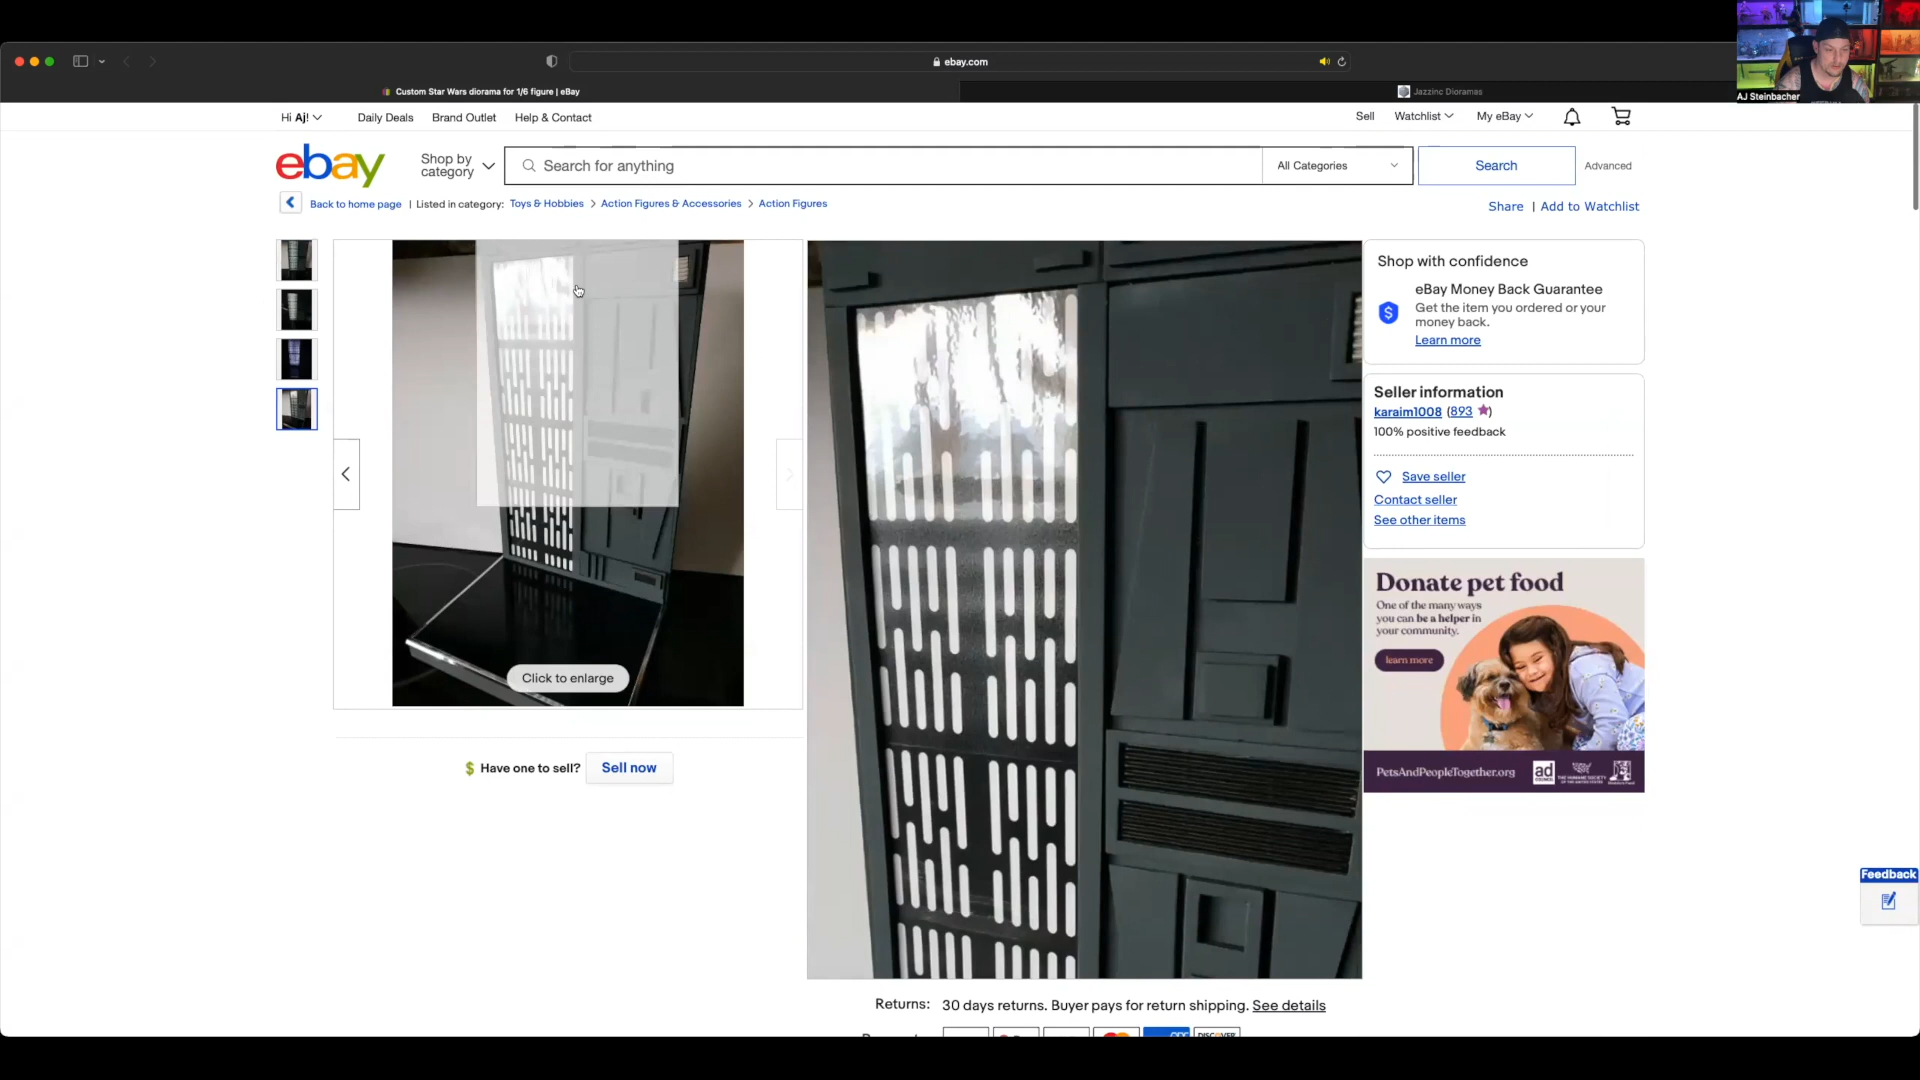 AJ Steinbacher
ebay.com
Custom Star Wars diorama for 1/6 figure | eBay
Jazzinc Dioramas
Hi Aj!
Daily Deals
Brand Outlet
Help & Contact
Sell
Watchlist
My eBay
ebay
Shop by category
Search for anything
All Categories
Search
Advanced
Back to home page | Listed in category: Toys & Hobbies > Action Figures & Accessories > Action Figures
Share | Add to Watchlist
Click to enlarge
$ Have one to sell? Sell now
Shop with confidence
eBay Money Back Guarantee
Get the item you ordered or your
money back.
Learn more
Seller information
karaim1008 (893)
100% positive feedback
Save seller
Contact seller
See other items
Donate pet food
One of the many ways
you can be a helper in
your community.
learn more
PetsAndPeopleTogether.org
ad
Feedback
Returns: 30 days returns. Buyer pays for return shipping. See details